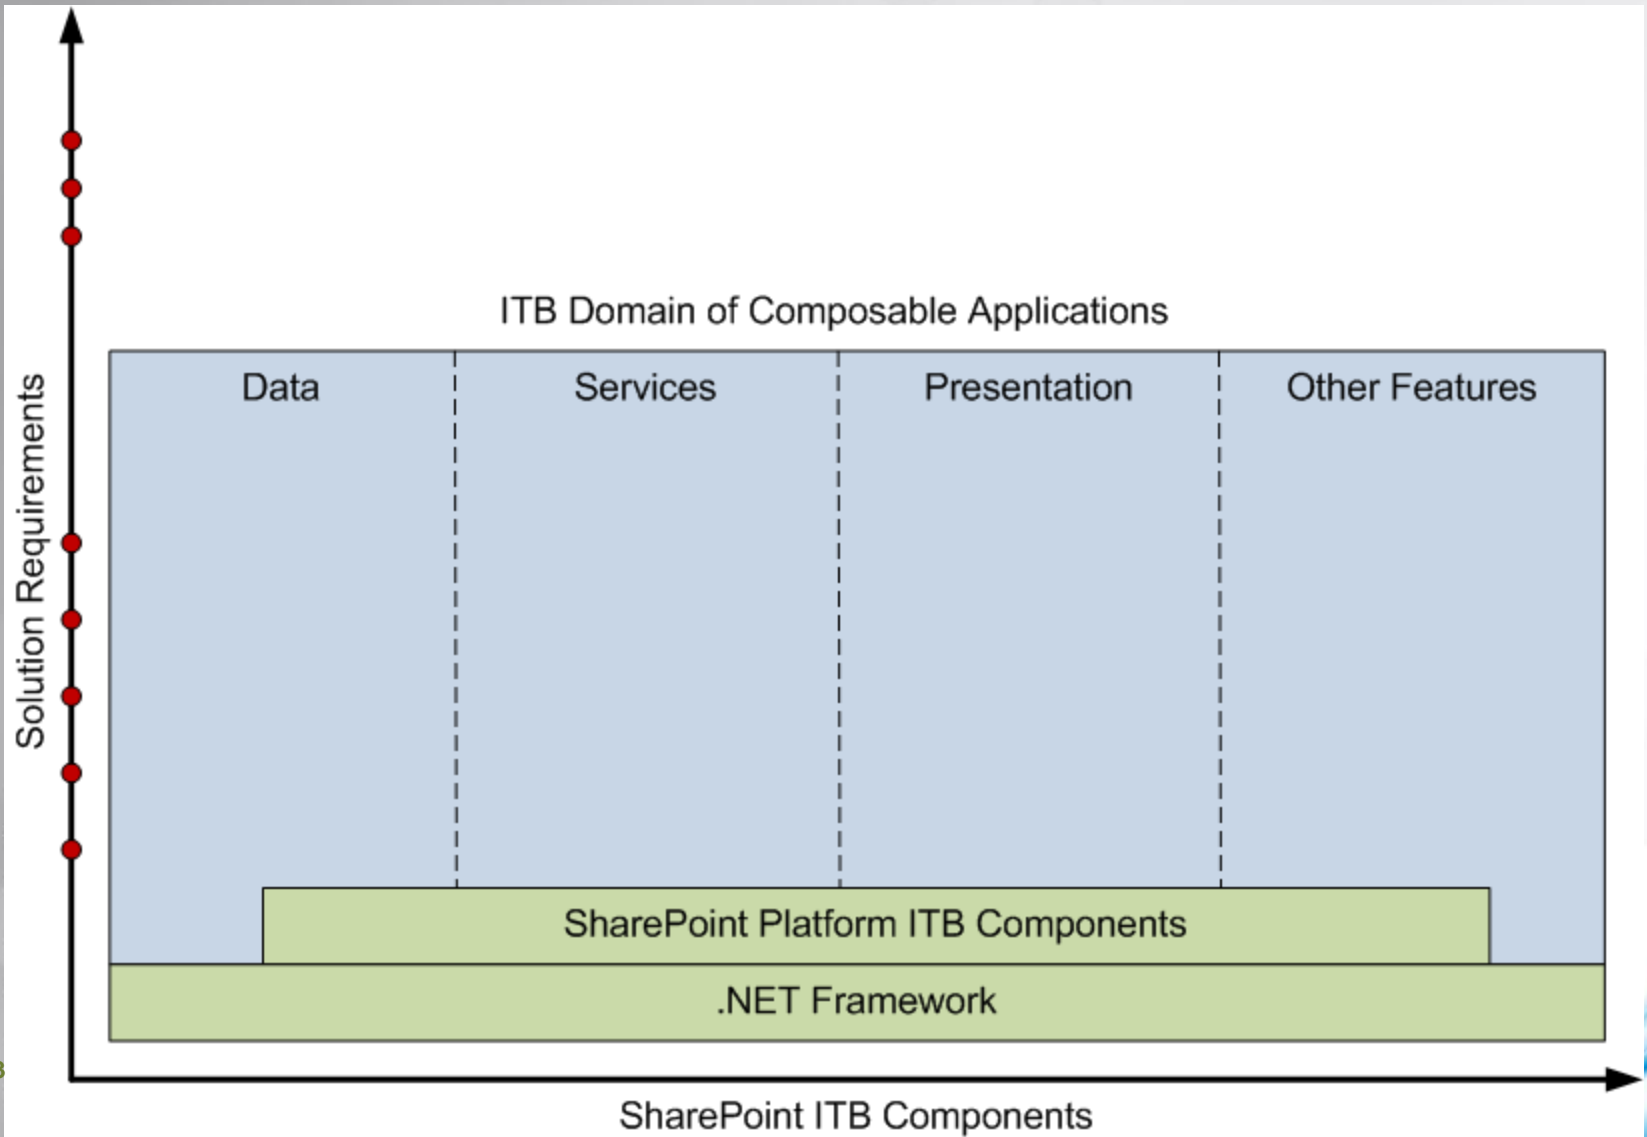 ITB Domain of Composable Applications
Data
Services
Presentation
Other Features
Solution Requirements
SharePoint Platform ITB Components
.NET Framework
SharePoint ITB Components